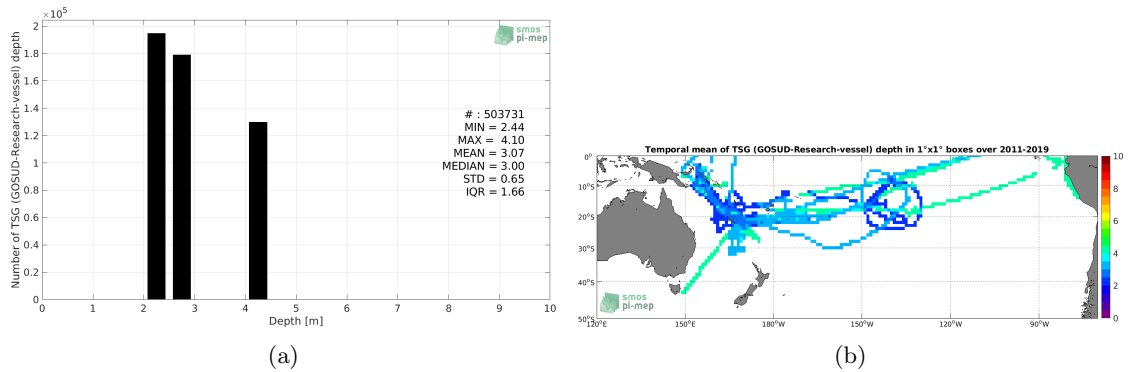 ×10^5
Number of TSG (GOSUD-Research-vessel) depth
2
1.8
1.6
1.4
1.2
1
0.8
0.6
0.4
0.2
0
0 1 2 3 4 5 6 7 8 9 10
Depth [m]
smos
pi-mep
# : 503731
MIN = 2.44
MAX = 4.10
MEAN = 3.07
MEDIAN = 3.00
STD = 0.65
IQR = 1.66
(a)
Temporal mean of TSG (GOSUD-Research-vessel) depth in 1°x1° boxes over 2011-2019
0°
10°S
20°S
30°S
40°S
50°S
120°E 150°E 180°W 150°W 120°W 90°W
smos
pi-mep
10
8
6
4
2
0
(b)